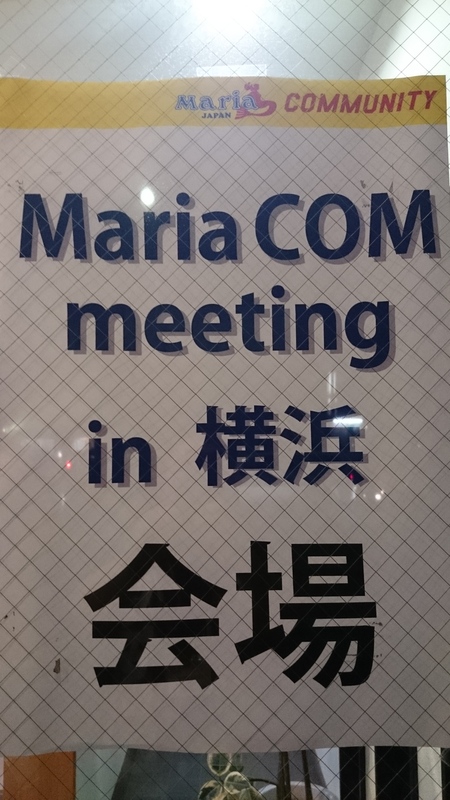 Maria COMMUNITY
JAPAN
Maria COM
meeting
in 横浜
会場